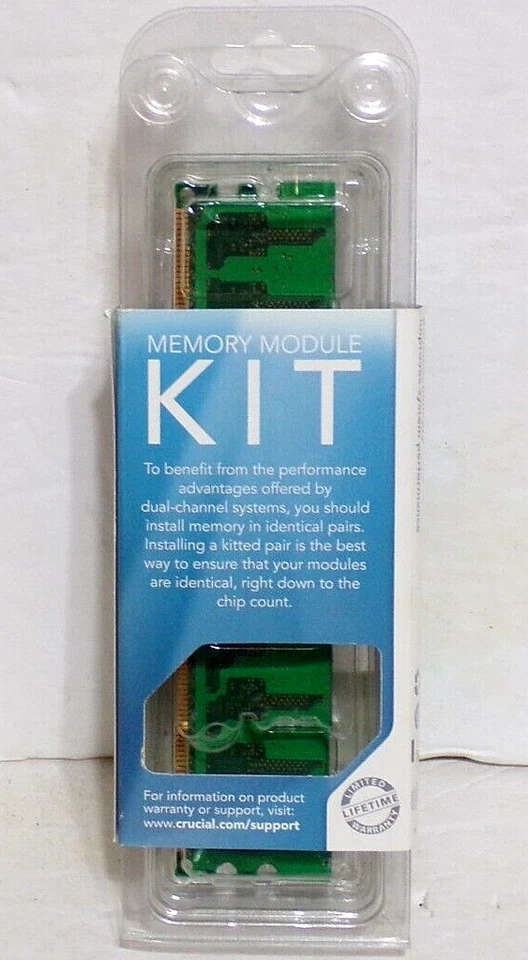 MEMORY MODULE
KIT
To benefit from the performance
advantages offered by
dual-channel systems, you should
install memory in identical pairs.
Installing a kitted pair is the best
way to ensure that your modules
are identical, right down to the
chip count.
For information on product
warranty or support, visit:
www.crucial.com/support
LIMITED
LIFETIME
WARRANTY